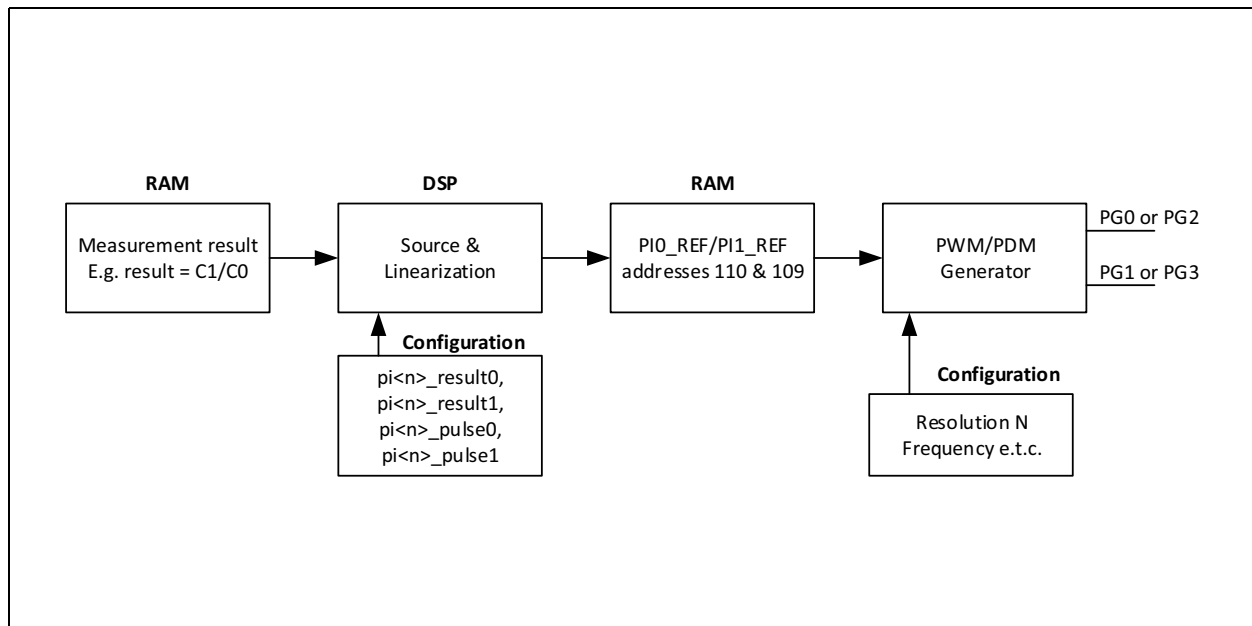 RAM
Measurement result
E.g. result = C1/C0
DSP
Source &
Linearization
Configuration
pi<n>_result0,
pi<n>_result1,
pi<n>_pulse0,
pi<n>_pulse1
RAM
PI0_REF/PI1_REF
addresses 110 & 109
PWM/PDM
Generator
PG0 or PG2
PG1 or PG3
Configuration
Resolution N
Frequency e.t.c.